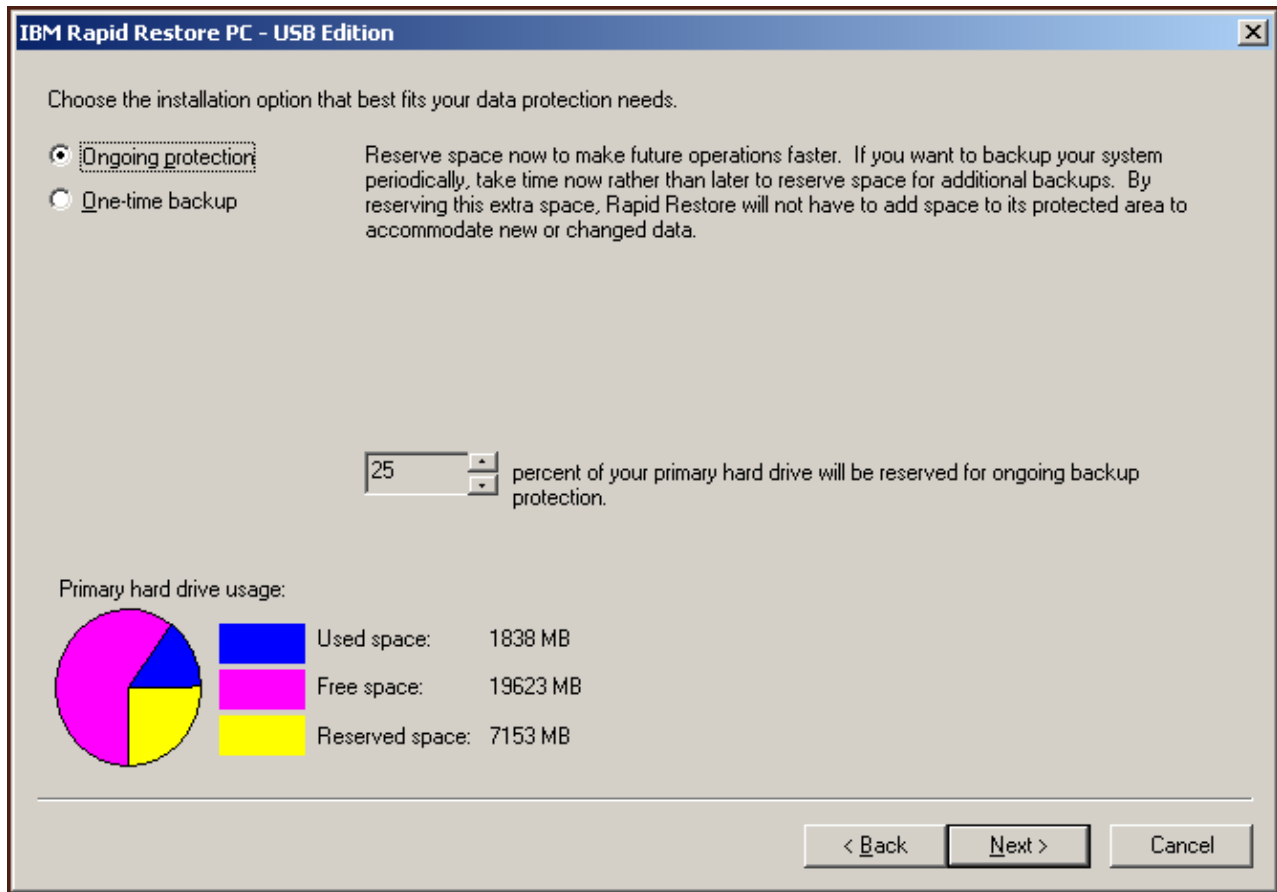 IBM Rapid Restore PC - USB Edition
Choose the installation option that best fits your data protection needs.
Ongoing protection
One-time backup
Reserve space now to make future operations faster.  If you want to backup your system
periodically, take time now rather than later to reserve space for additional backups.  By
reserving this extra space, Rapid Restore will not have to add space to its protected area to
accommodate new or changed data.
25
percent of your primary hard drive will be reserved for ongoing backup
protection.
Primary hard drive usage:
Used space: 1838 MB
Free space: 19623 MB
Reserved space: 7153 MB
< Back
Next >
Cancel